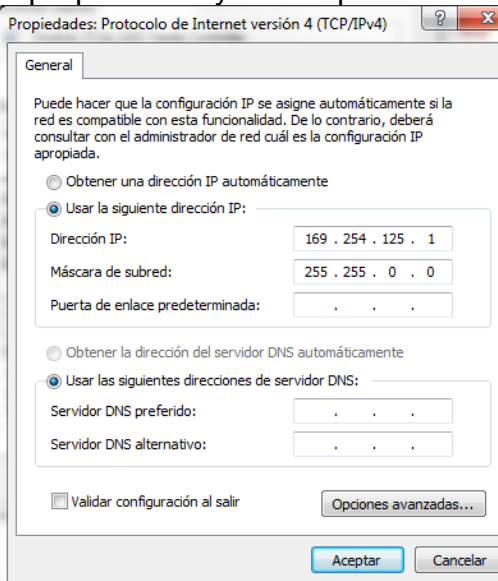 Propiedades: Protocolo de Internet versión 4 (TCP/IPv4)
General
Puede hacer que la configuración IP se asigne automáticamente si la
red es compatible con esta funcionalidad. De lo contrario, deberá
consultar con el administrador de red cuál es la configuración IP
apropiada.
Obtener una dirección IP automáticamente
Usar la siguiente dirección IP:
Dirección IP: 169 . 254 . 125 . 1
Máscara de subred: 255 . 255 . 0 . 0
Puerta de enlace predeterminada: . . .
Obtener la dirección del servidor DNS automáticamente
Usar las siguientes direcciones de servidor DNS:
Servidor DNS preferido: . . .
Servidor DNS alternativo: . . .
Validar configuración al salir
Opciones avanzadas...
Aceptar Cancelar